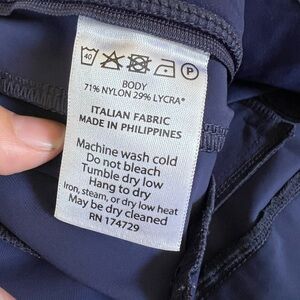 40 P
BODY
71% NYLON 29% LYCRA®
ITALIAN FABRIC
MADE IN PHILIPPINES
Machine wash cold
Do not bleach
Tumble dry low
Hang to dry
Iron, steam, or dry low heat
May be dry cleaned
RN 174729